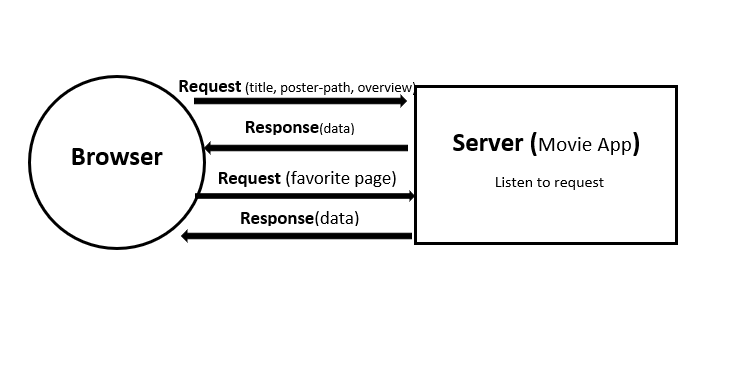 Request (title, poster-path, overview)
Response(data)
Browser
Server (Movie App)
Request (favorite page)
Listen to request
Response(data)